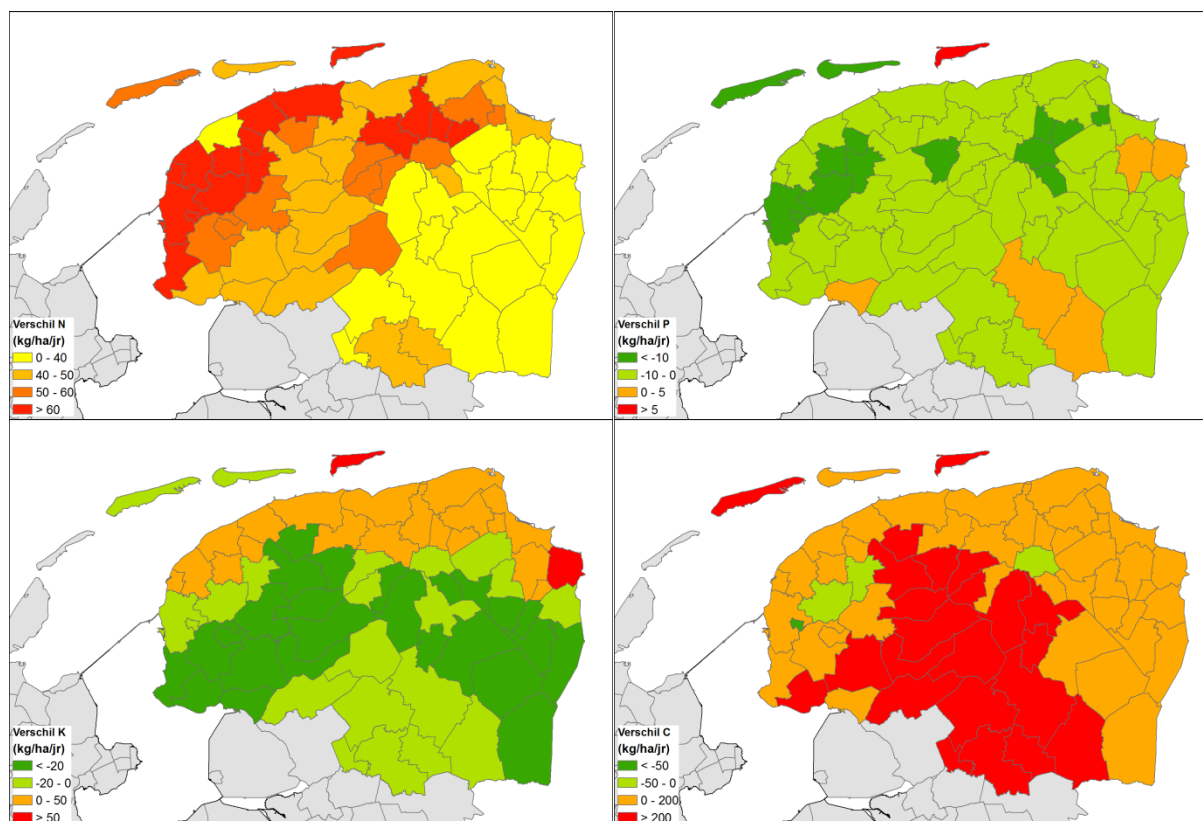 Verschil N
(kg/ha/jr)
0 - 40
40 - 50
50 - 60
> 60
Verschil P
(kg/ha/jr)
< -10
-10 - 0
0 - 5
> 5
Verschil K
(kg/ha/jr)
< -20
-20 - 0
0 - 50
> 50
Verschil C
(kg/ha/jr)
< -50
-50 - 0
0 - 200
> 200